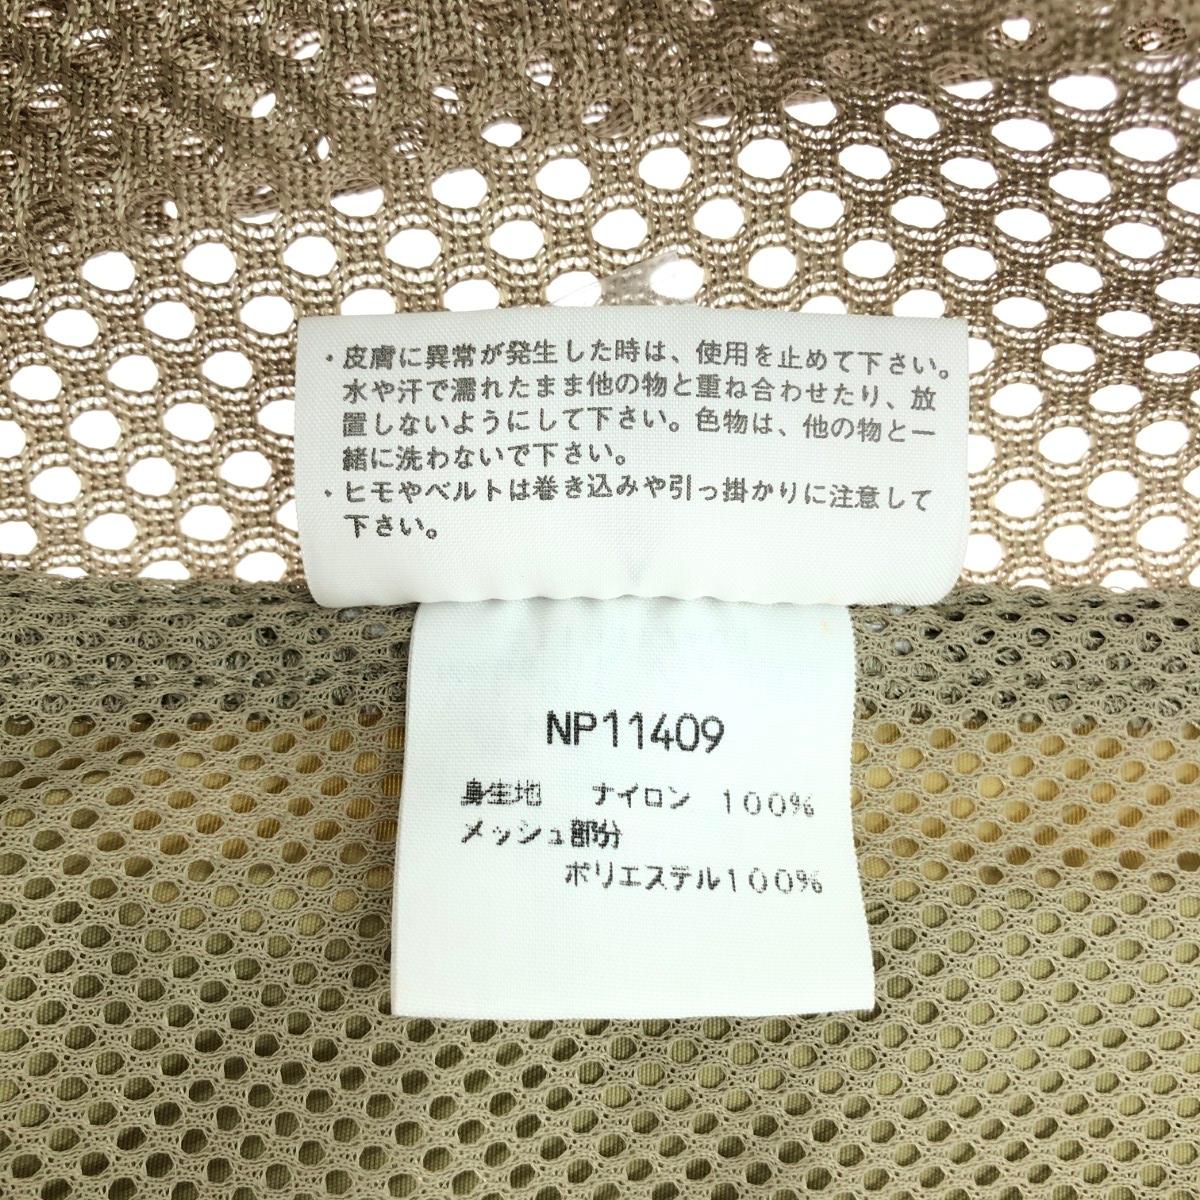 ・皮膚に異常が発生した時は、使用を止めて下さい。
水や汗で濡れたまま他の物と重ね合わせたり、放
置しないようにして下さい。色物は、他の物と一
緒に洗わないで下さい。
・ヒモやベルトは巻き込みや引っ掛かりに注意して
下さい。
NP11409
身生地 ナイロン 100%
メッシュ部分
ポリエステル100%